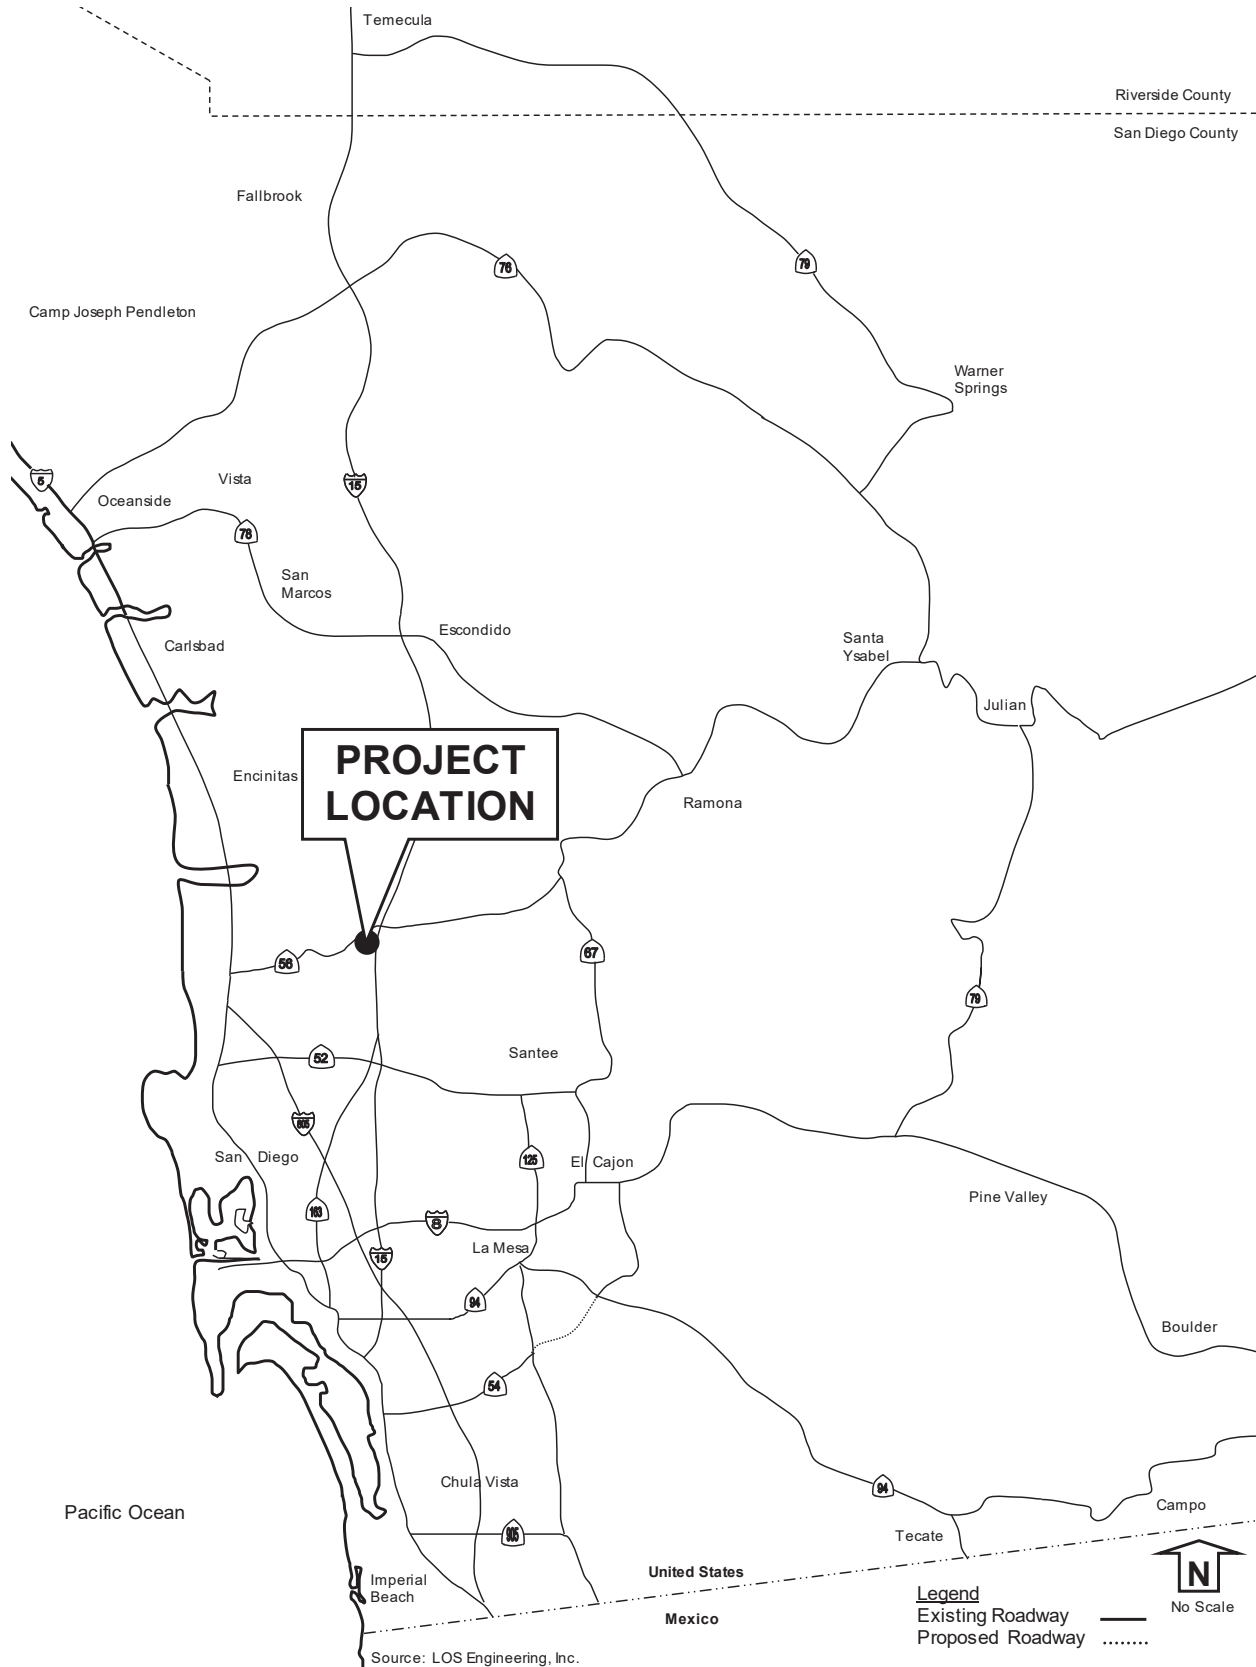 Temecula
Riverside County
San Diego County
Fallbrook
76
79
Camp Joseph Pendleton
Warner
Springs
5
Vista
15
Oceanside
78
San
Marcos
Escondido
Santa
Ysabel
Carlsbad
Julian
PROJECT
LOCATION
Encinitas
Ramona
56
67
79
52
Santee
805
San Diego
125
El Cajon
Pine Valley
163
8
La Mesa
15
94
Boulder
54
Chula Vista
94
Pacific Ocean
Campo
905
Tecate
United States
Imperial
Beach
Mexico
N
No Scale
Legend
Existing Roadway
Proposed Roadway
Source: LOS Engineering, Inc.